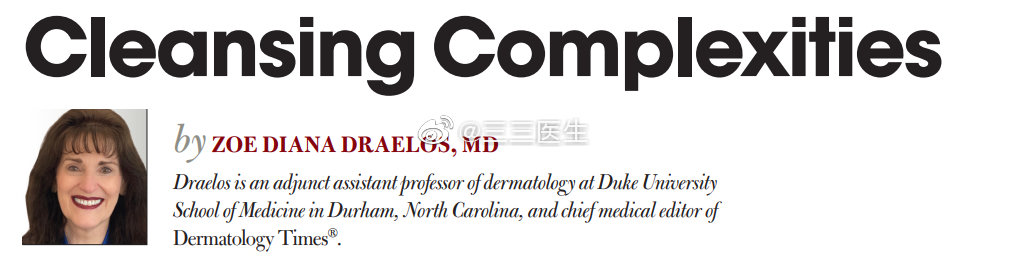 Cleansing Complexities
@三三医生
by ZOE DIANA DRAELOS, MD
Draelos is an adjunct assistant professor of dermatology at Duke University
School of Medicine in Durham, North Carolina, and chief medical editor of
Dermatology Times®.